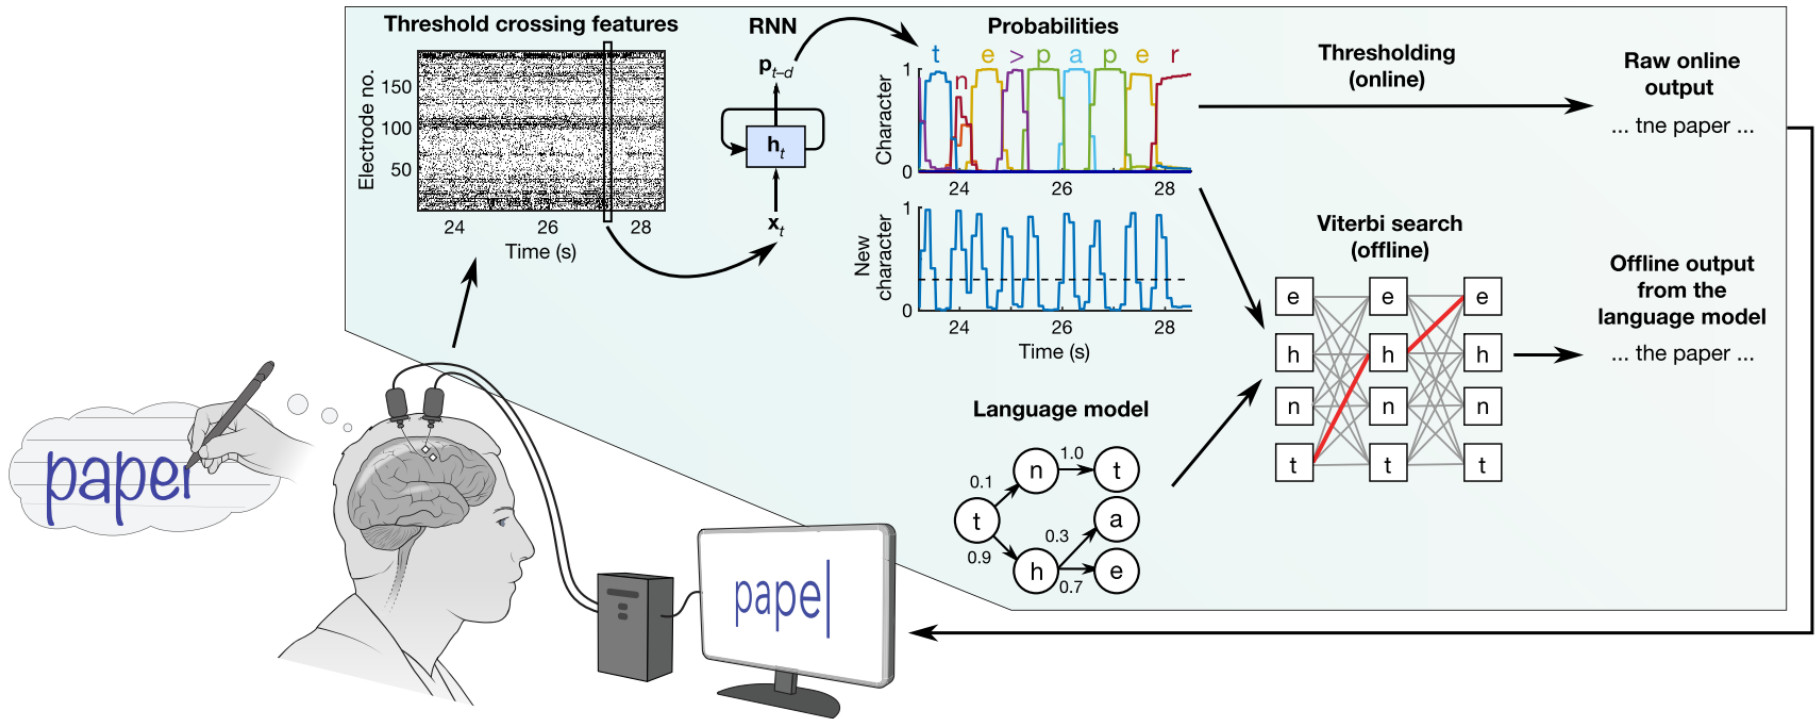 Threshold crossing features
Electrode no.
150
100
50
24 26 28
Time (s)
RNN
pt–d
ht
xt
Probabilities
t n e > p a p e r
Character
1
0
24 26 28
New
character
1
0
24 26 28
Time (s)
Thresholding
(online)
Raw online
output
... tne paper ...
Viterbi search
(offline)
e e e
h h h
n n n
t t t
Offline output
from the
language model
... the paper ...
Language model
t
0.1
n
1.0
t
0.9
h
0.3
a
0.7
e
paper
pape